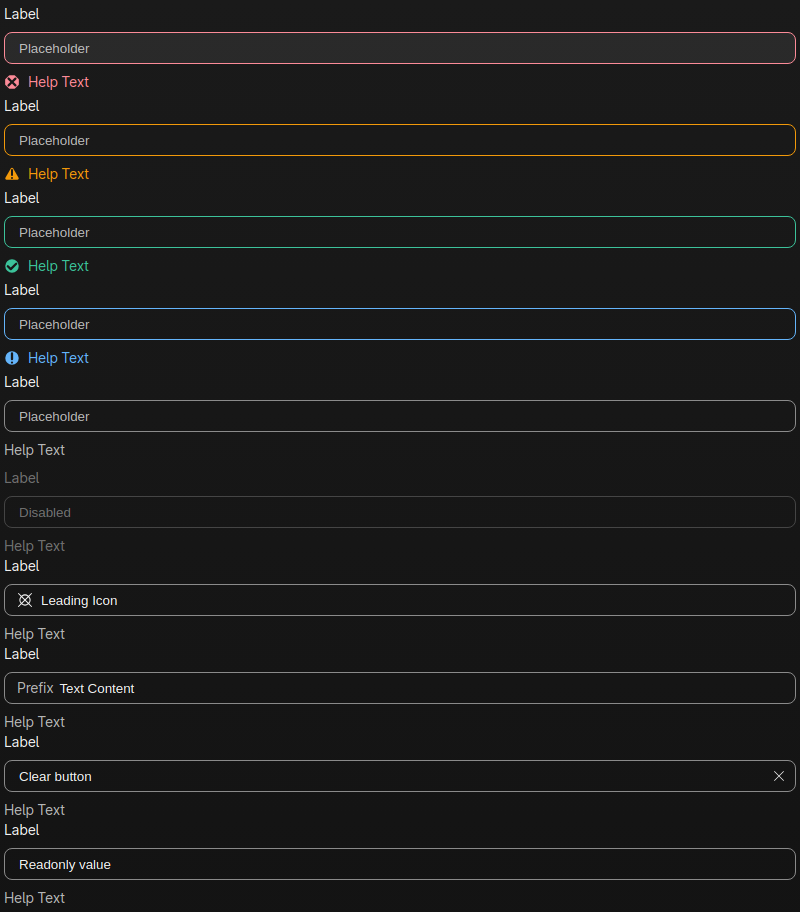 Label
Placeholder
Help Text
Label
Placeholder
Help Text
Label
Placeholder
Help Text
Label
Placeholder
Help Text
Label
Placeholder
Help Text
Label
Disabled
Help Text
Label
Leading Icon
Help Text
Label
Prefix Text Content
Help Text
Label
Clear button
Help Text
Label
Readonly value
Help Text